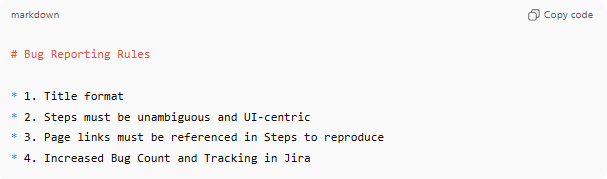 markdown
Copy code
# Bug Reporting Rules
* 1. Title format
* 2. Steps must be unambiguous and UI-centric
* 3. Page links must be referenced in Steps to reproduce
* 4. Increased Bug Count and Tracking in Jira